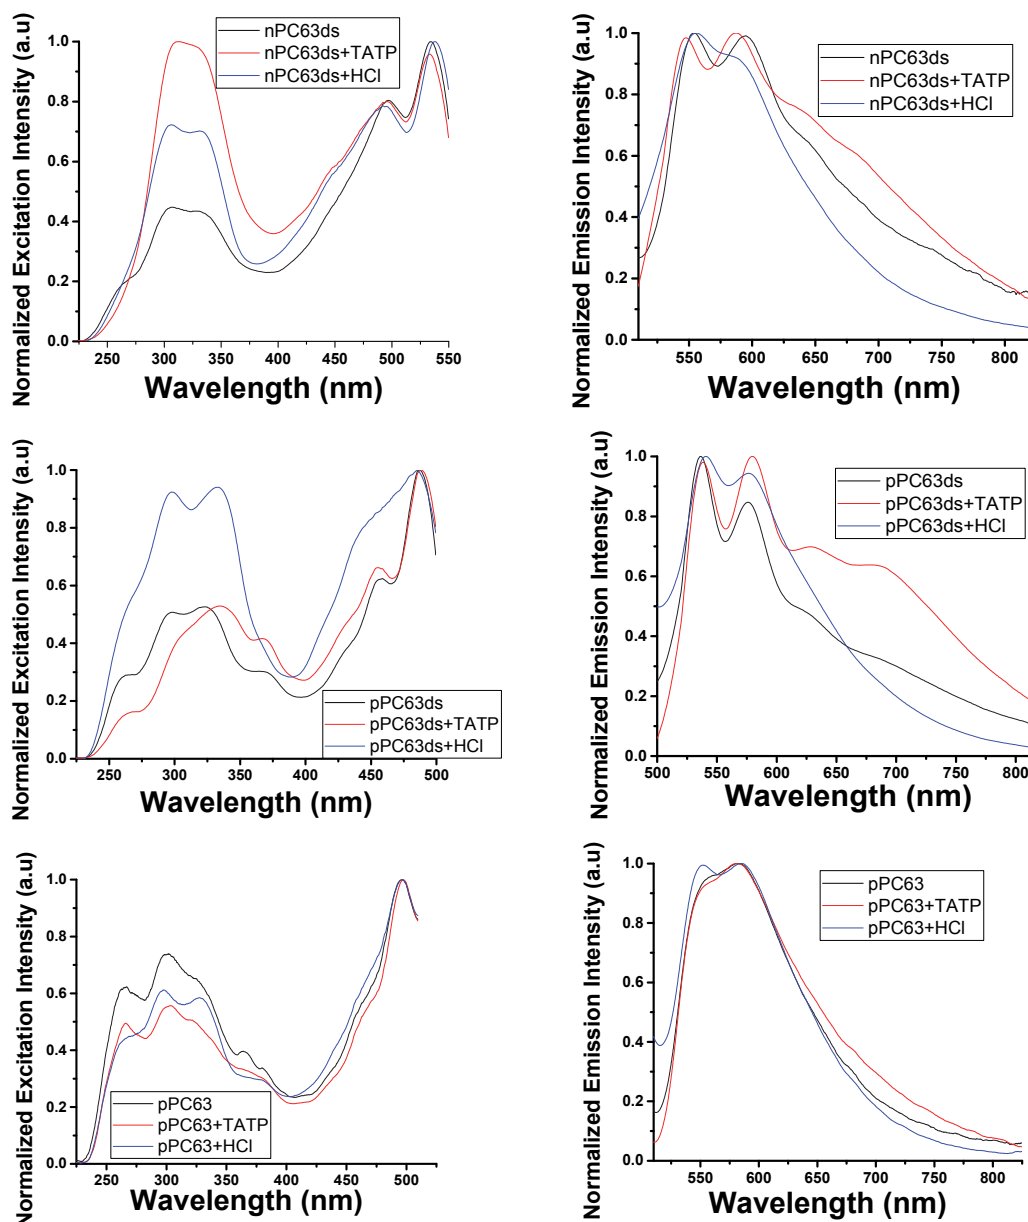 Normalized Excitation Intensity (a.u)
1.0
0.8
0.6
0.4
0.2
0.0
nPC63ds
nPC63ds+TATP
nPC63ds+HCl
250 300 350 400 450 500 550
Wavelength (nm)
Normalized Emission Intensity (a.u)
1.0
0.8
0.6
0.4
0.2
0.0
nPC63ds
nPC63ds+TATP
nPC63ds+HCl
550 600 650 700 750 800
Wavelength (nm)
Normalized Excitation Intensity (a.u)
1.0
0.8
0.6
0.4
0.2
0.0
pPC63ds
pPC63ds+TATP
pPC63ds+HCl
250 300 350 400 450 500
Wavelength (nm)
Normalized Emission Intensity (a.u)
1.0
0.8
0.6
0.4
0.2
0.0
pPC63ds
pPC63ds+TATP
pPC63ds+HCl
500 550 600 650 700 750 800
Wavelength (nm)
Normalized Excitation Intensity (a.u)
1.0
0.8
0.6
0.4
0.2
0.0
pPC63
pPC63+TATP
pPC63+HCl
250 300 350 400 450 500
Wavelength (nm)
Normalized Emission Intensity (a.u)
1.0
0.8
0.6
0.4
0.2
0.0
pPC63
pPC63+TATP
pPC63+HCl
550 600 650 700 750 800
Wavelength (nm)